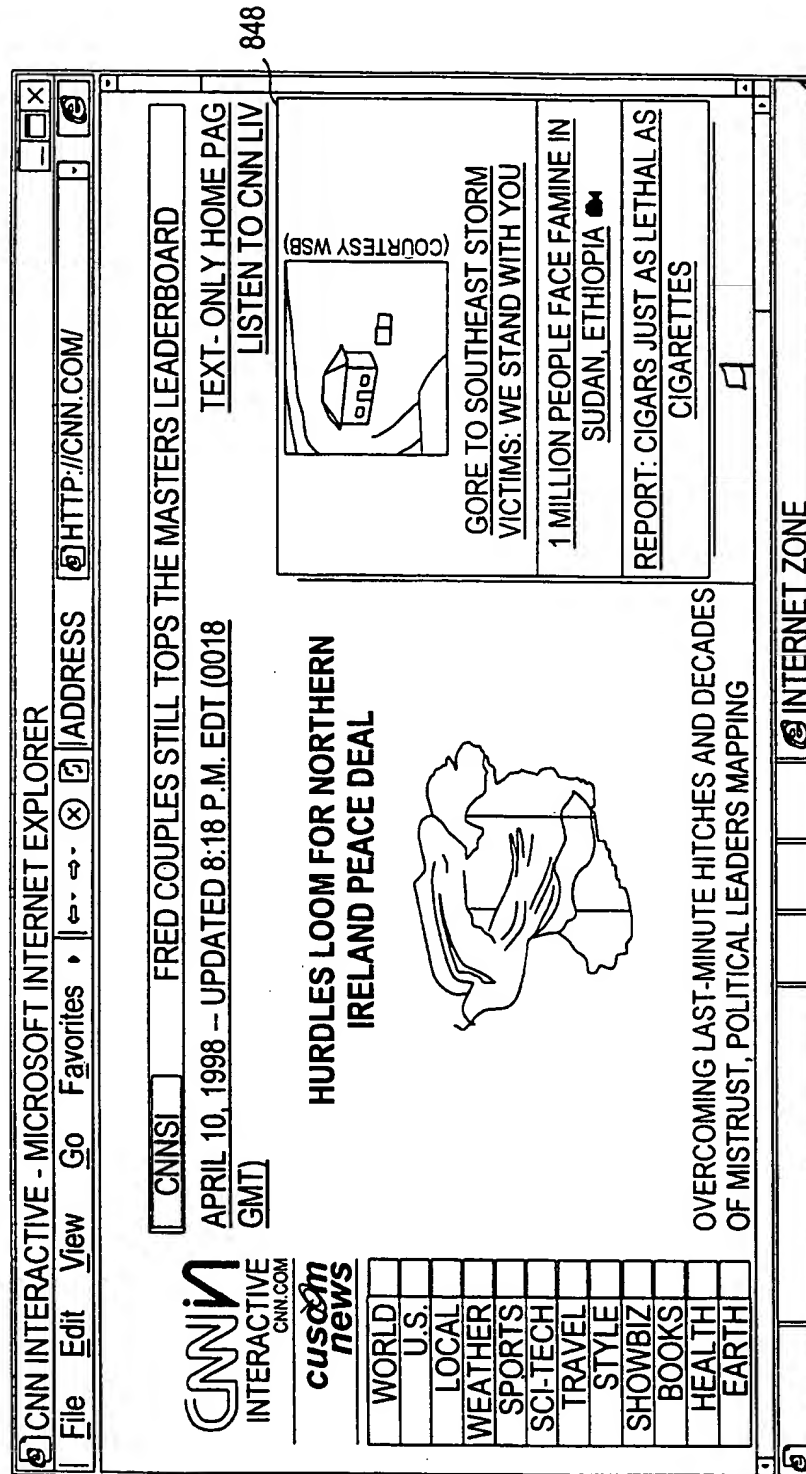 CNN INTERACTIVE - MICROSOFT INTERNET EXPLORER
File Edit View Go Favorites ADDRESS HTTP://CNN.COM/
CNNSI FRED COUPLES STILL TOPS THE MASTERS LEADERBOARD
APRIL 10, 1998 -- UPDATED 8:18 P.M. EDT (0018
GMT)
TEXT- ONLY HOME PAG
LISTEN TO CNN LIV
848
CNNin
INTERACTIVE
CNN.COM
custom
news
WORLD
U.S.
LOCAL
WEATHER
SPORTS
SCI-TECH
TRAVEL
STYLE
SHOWBIZ
BOOKS
HEALTH
EARTH
HURDLES LOOM FOR NORTHERN
IRELAND PEACE DEAL
OVERCOMING LAST-MINUTE HITCHES AND DECADES
OF MISTRUST, POLITICAL LEADERS MAPPING
(COURTESY WSB)
GORE TO SOUTHEAST STORM
VICTIMS: WE STAND WITH YOU
1 MILLION PEOPLE FACE FAMINE IN
SUDAN, ETHIOPIA
REPORT: CIGARS JUST AS LETHAL AS
CIGARETTES
INTERNET ZONE